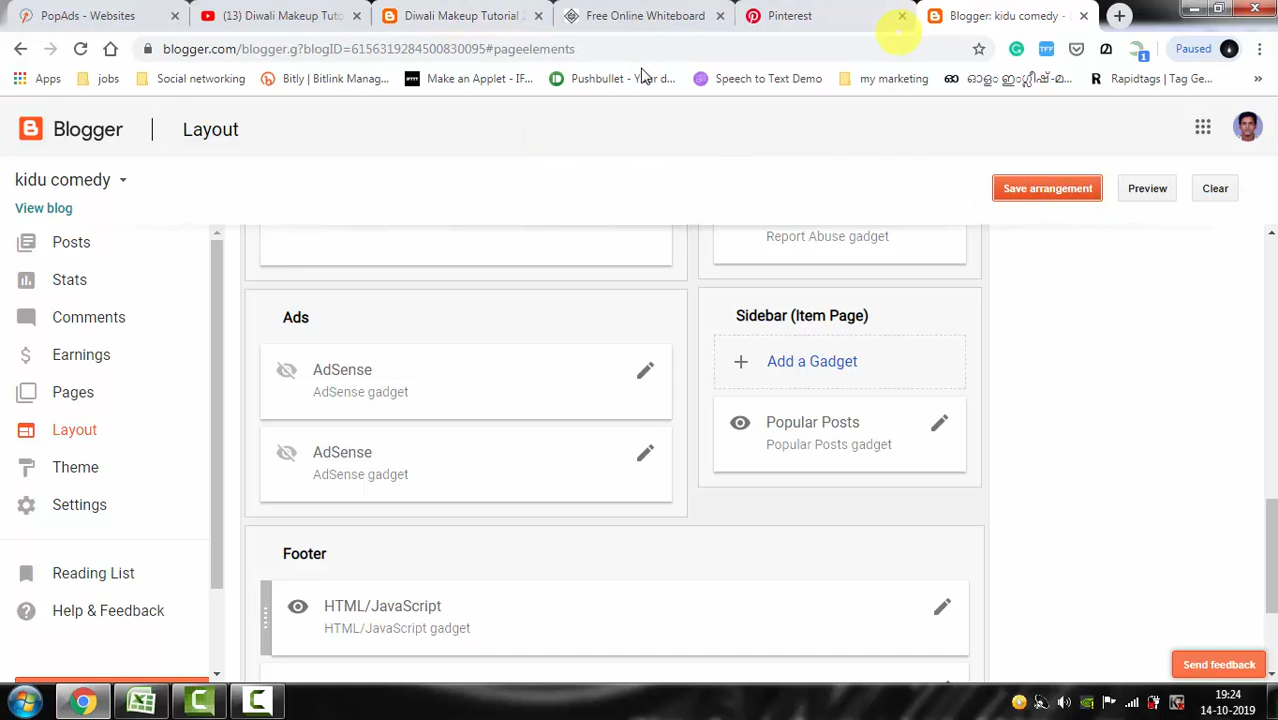 PopAds - Websites
(13) Diwali Makeup Tuto
Diwali Makeup Tutorial
Free Online Whiteboard
Pinterest
Blogger: kidu comedy -
blogger.com/blogger.g?blogID=6156319284500830095#pageelements
Paused
Apps
jobs
Social networking
Bitly | Bitlink Manag...
Make an Applet - IF...
Pushbullet - Your d...
Speech to Text Demo
my marketing
ഓളം ഇംഗ്ലീഷ്-മ...
Rapidtags | Tag Ge...
»
Blogger
Layout
kidu comedy
View blog
Save arrangement
Preview
Clear
Posts
Stats
Comments
Earnings
Pages
Layout
Theme
Settings
Reading List
Help & Feedback
Report Abuse gadget
Ads
AdSense
AdSense gadget
AdSense
AdSense gadget
Sidebar (Item Page)
Add a Gadget
Popular Posts
Popular Posts gadget
Footer
HTML/JavaScript
HTML/JavaScript gadget
Send feedback
19:24
14-10-2019